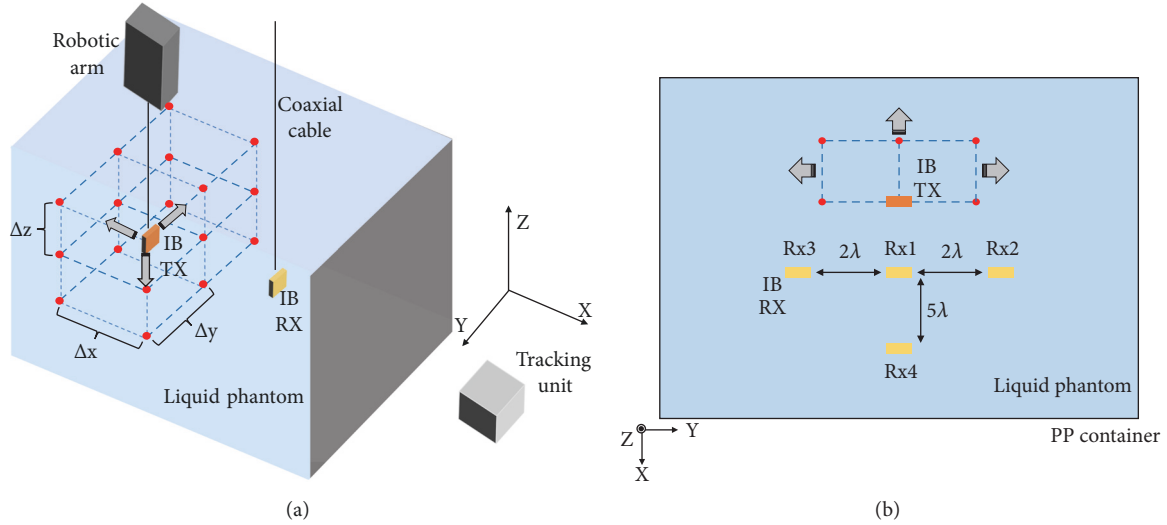 Robotic
arm
Coaxial
cable
Δz
IB
TX
IB
RX
Δx
Δy
Z
X
Y
Tracking
unit
Liquid phantom
(a)
IB
TX
Rx3
2λ
Rx1
2λ
Rx2
IB
RX
5λ
Rx4
Liquid phantom
Z
Y
X
PP container
(b)